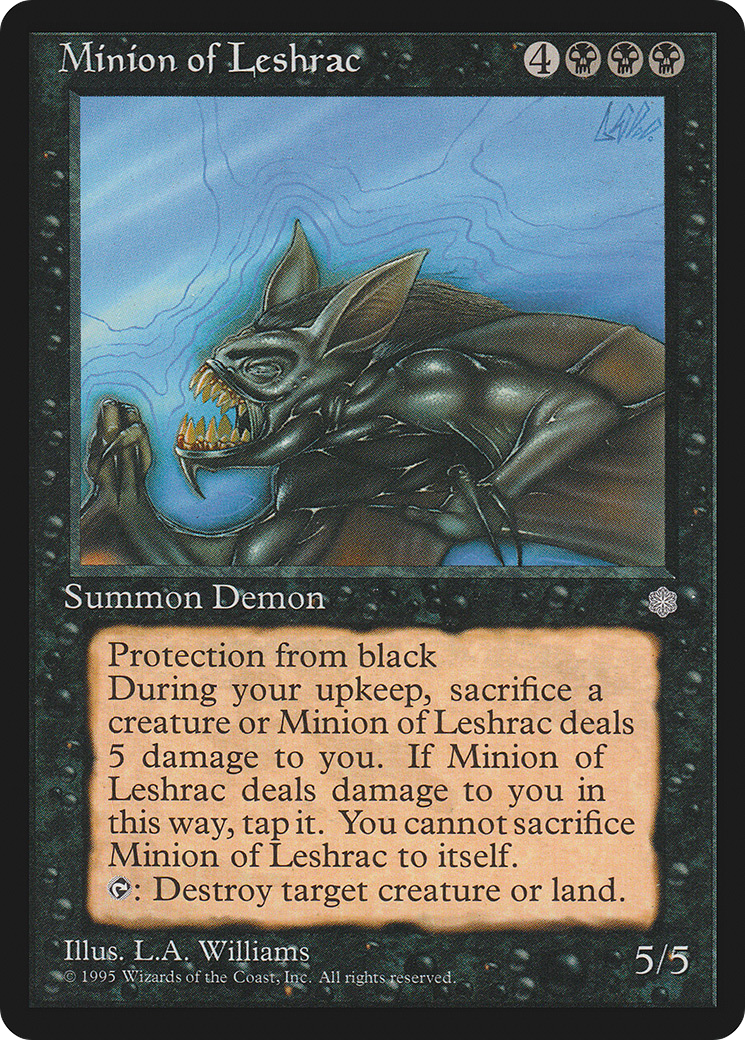 Minion of Leshrac 4
Summon Demon
Protection from black
During your upkeep, sacrifice a
creature or Minion of Leshrac deals
5 damage to you. If Minion of
Leshrac deals damage to you in
this way, tap it. You cannot sacrifice
Minion of Leshrac to itself.
: Destroy target creature or land.
Illus. L.A. Williams
5/5
© 1995 Wizards of the Coast, Inc. All rights reserved.